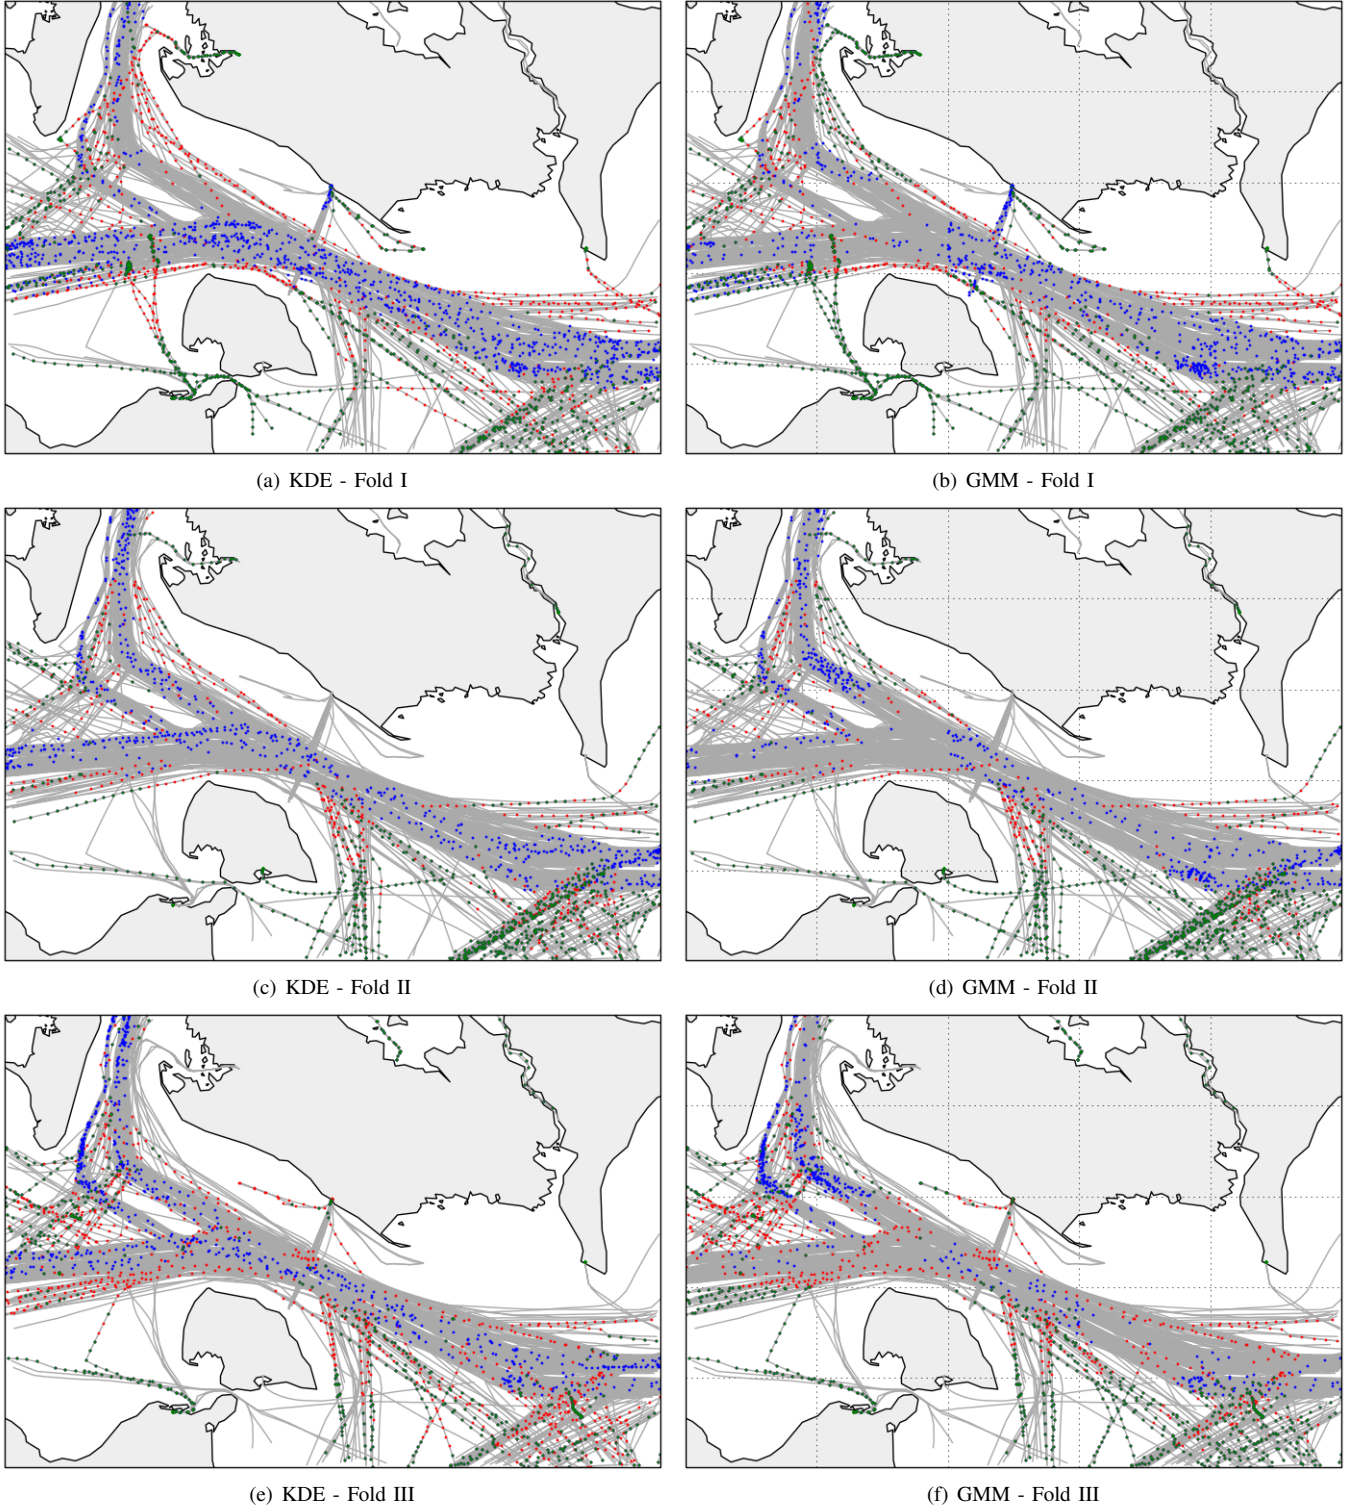 (a) KDE - Fold I
(b) GMM - Fold I
(c) KDE - Fold II
(d) GMM - Fold II
(e) KDE - Fold III
(f) GMM - Fold III